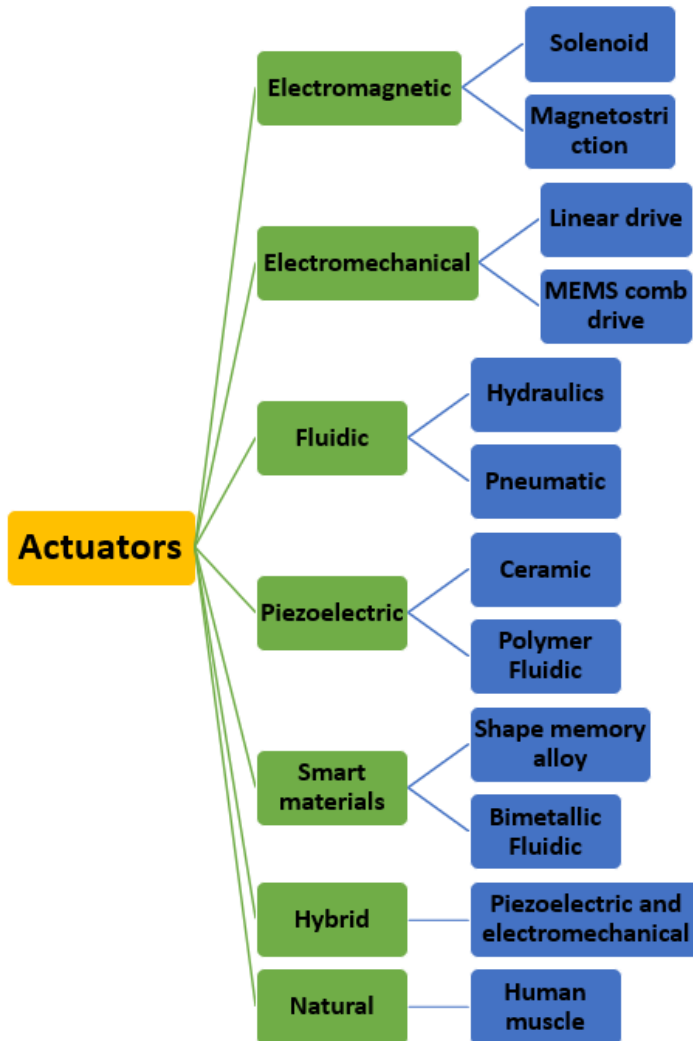 Actuators
Electromagnetic
Solenoid
Magnetostri
ction
Electromechanical
Linear drive
MEMS comb
drive
Fluidic
Hydraulics
Pneumatic
Piezoelectric
Ceramic
Polymer
Fluidic
Smart
materials
Shape memory
alloy
Bimetallic
Fluidic
Hybrid
Piezoelectric and
electromechanical
Natural
Human
muscle